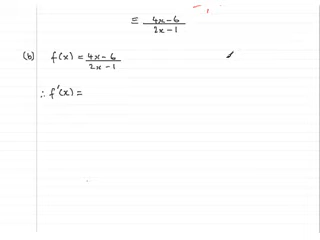 ≡ 4x-6 / 2x-1
(b) f(x) = 4x-6 / 2x-1
∴ f'(x) =